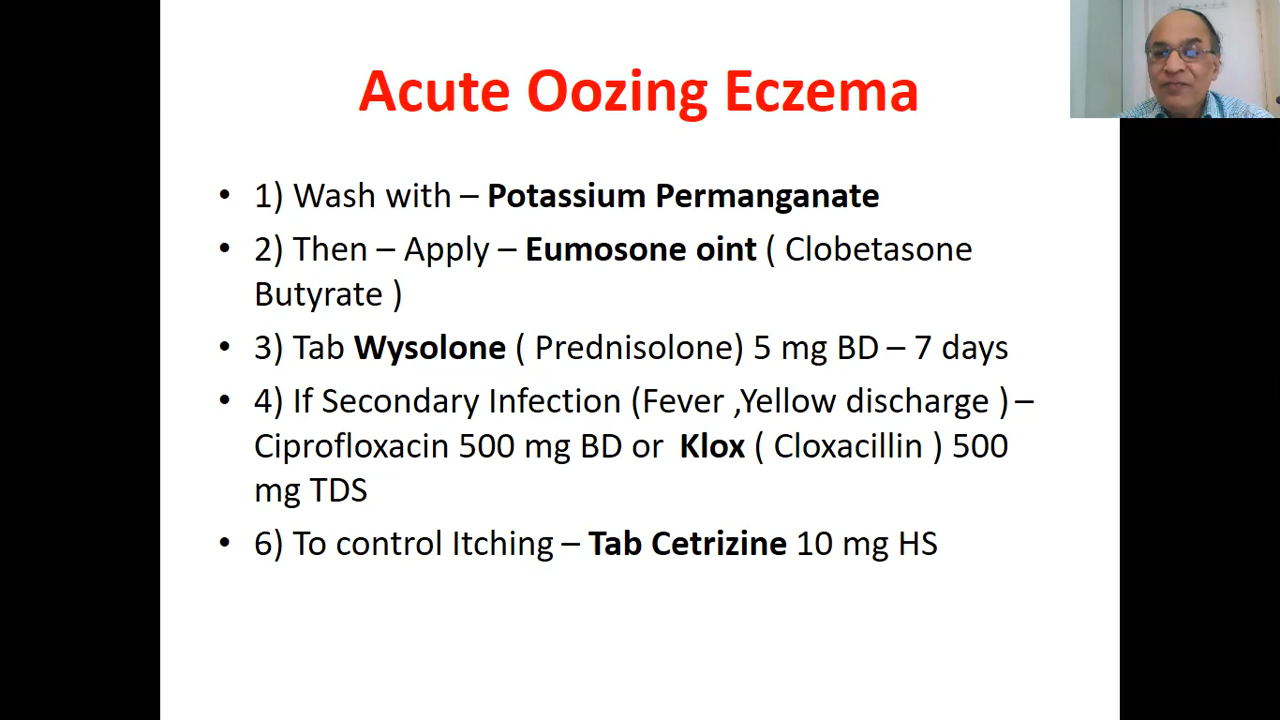 Acute Oozing Eczema
• 1) Wash with – Potassium Permanganate
• 2) Then – Apply – Eumosone oint ( Clobetasone
Butyrate )
• 3) Tab Wysolone ( Prednisolone) 5 mg BD – 7 days
• 4) If Secondary Infection (Fever ,Yellow discharge ) –
Ciprofloxacin 500 mg BD or Klox ( Cloxacillin ) 500
mg TDS
• 6) To control Itching – Tab Cetrizine 10 mg HS